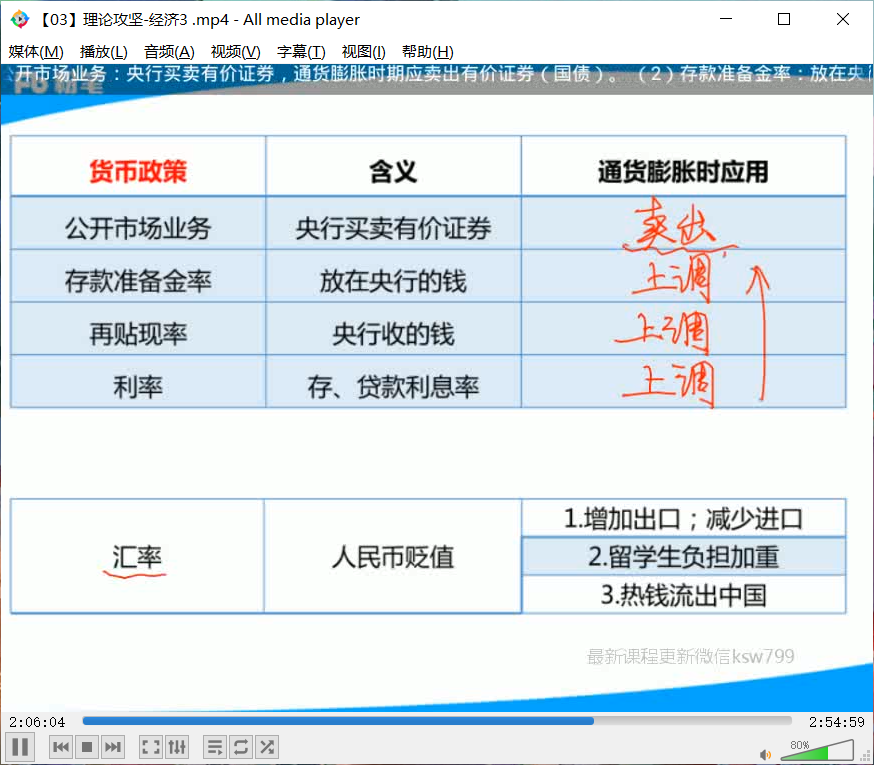 【03】理论攻坚-经济3 .mp4 - All media player
媒体(M) 播放(L) 音频(A) 视频(V) 字幕(T) 视图(I) 帮助(H)
开市场业务：央行买卖有价证券，通货膨胀时期应卖出有价证券（国债）。（2）存款准备金率：放在央
货币政策 含义 通货膨胀时应用
公开市场业务 央行买卖有价证券 卖出
存款准备金率 放在央行的钱 上调
再贴现率 央行收的钱 上调
利率 存、贷款利息率 上调
汇率 人民币贬值 1.增加出口；减少进口
2.留学生负担加重
3.热钱流出中国
最新课程更新微信ksw799
2:06:04 2:54:59
80%